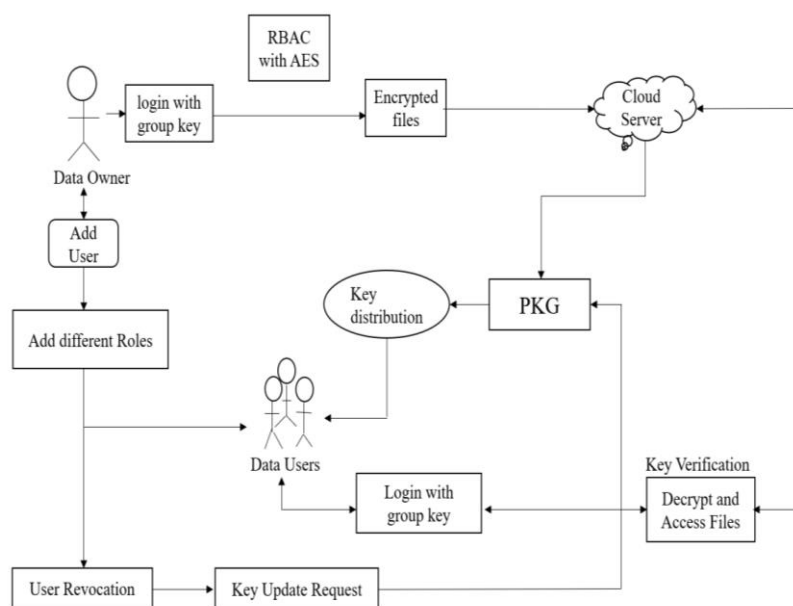 RBAC
with AES
login with
group key
Encrypted
files
Cloud
Server
Data Owner
Add
User
Key
distribution
PKG
Add different Roles
Data Users
Key Verification
Login with
group key
Decrypt and
Access Files
User Revocation
Key Update Request